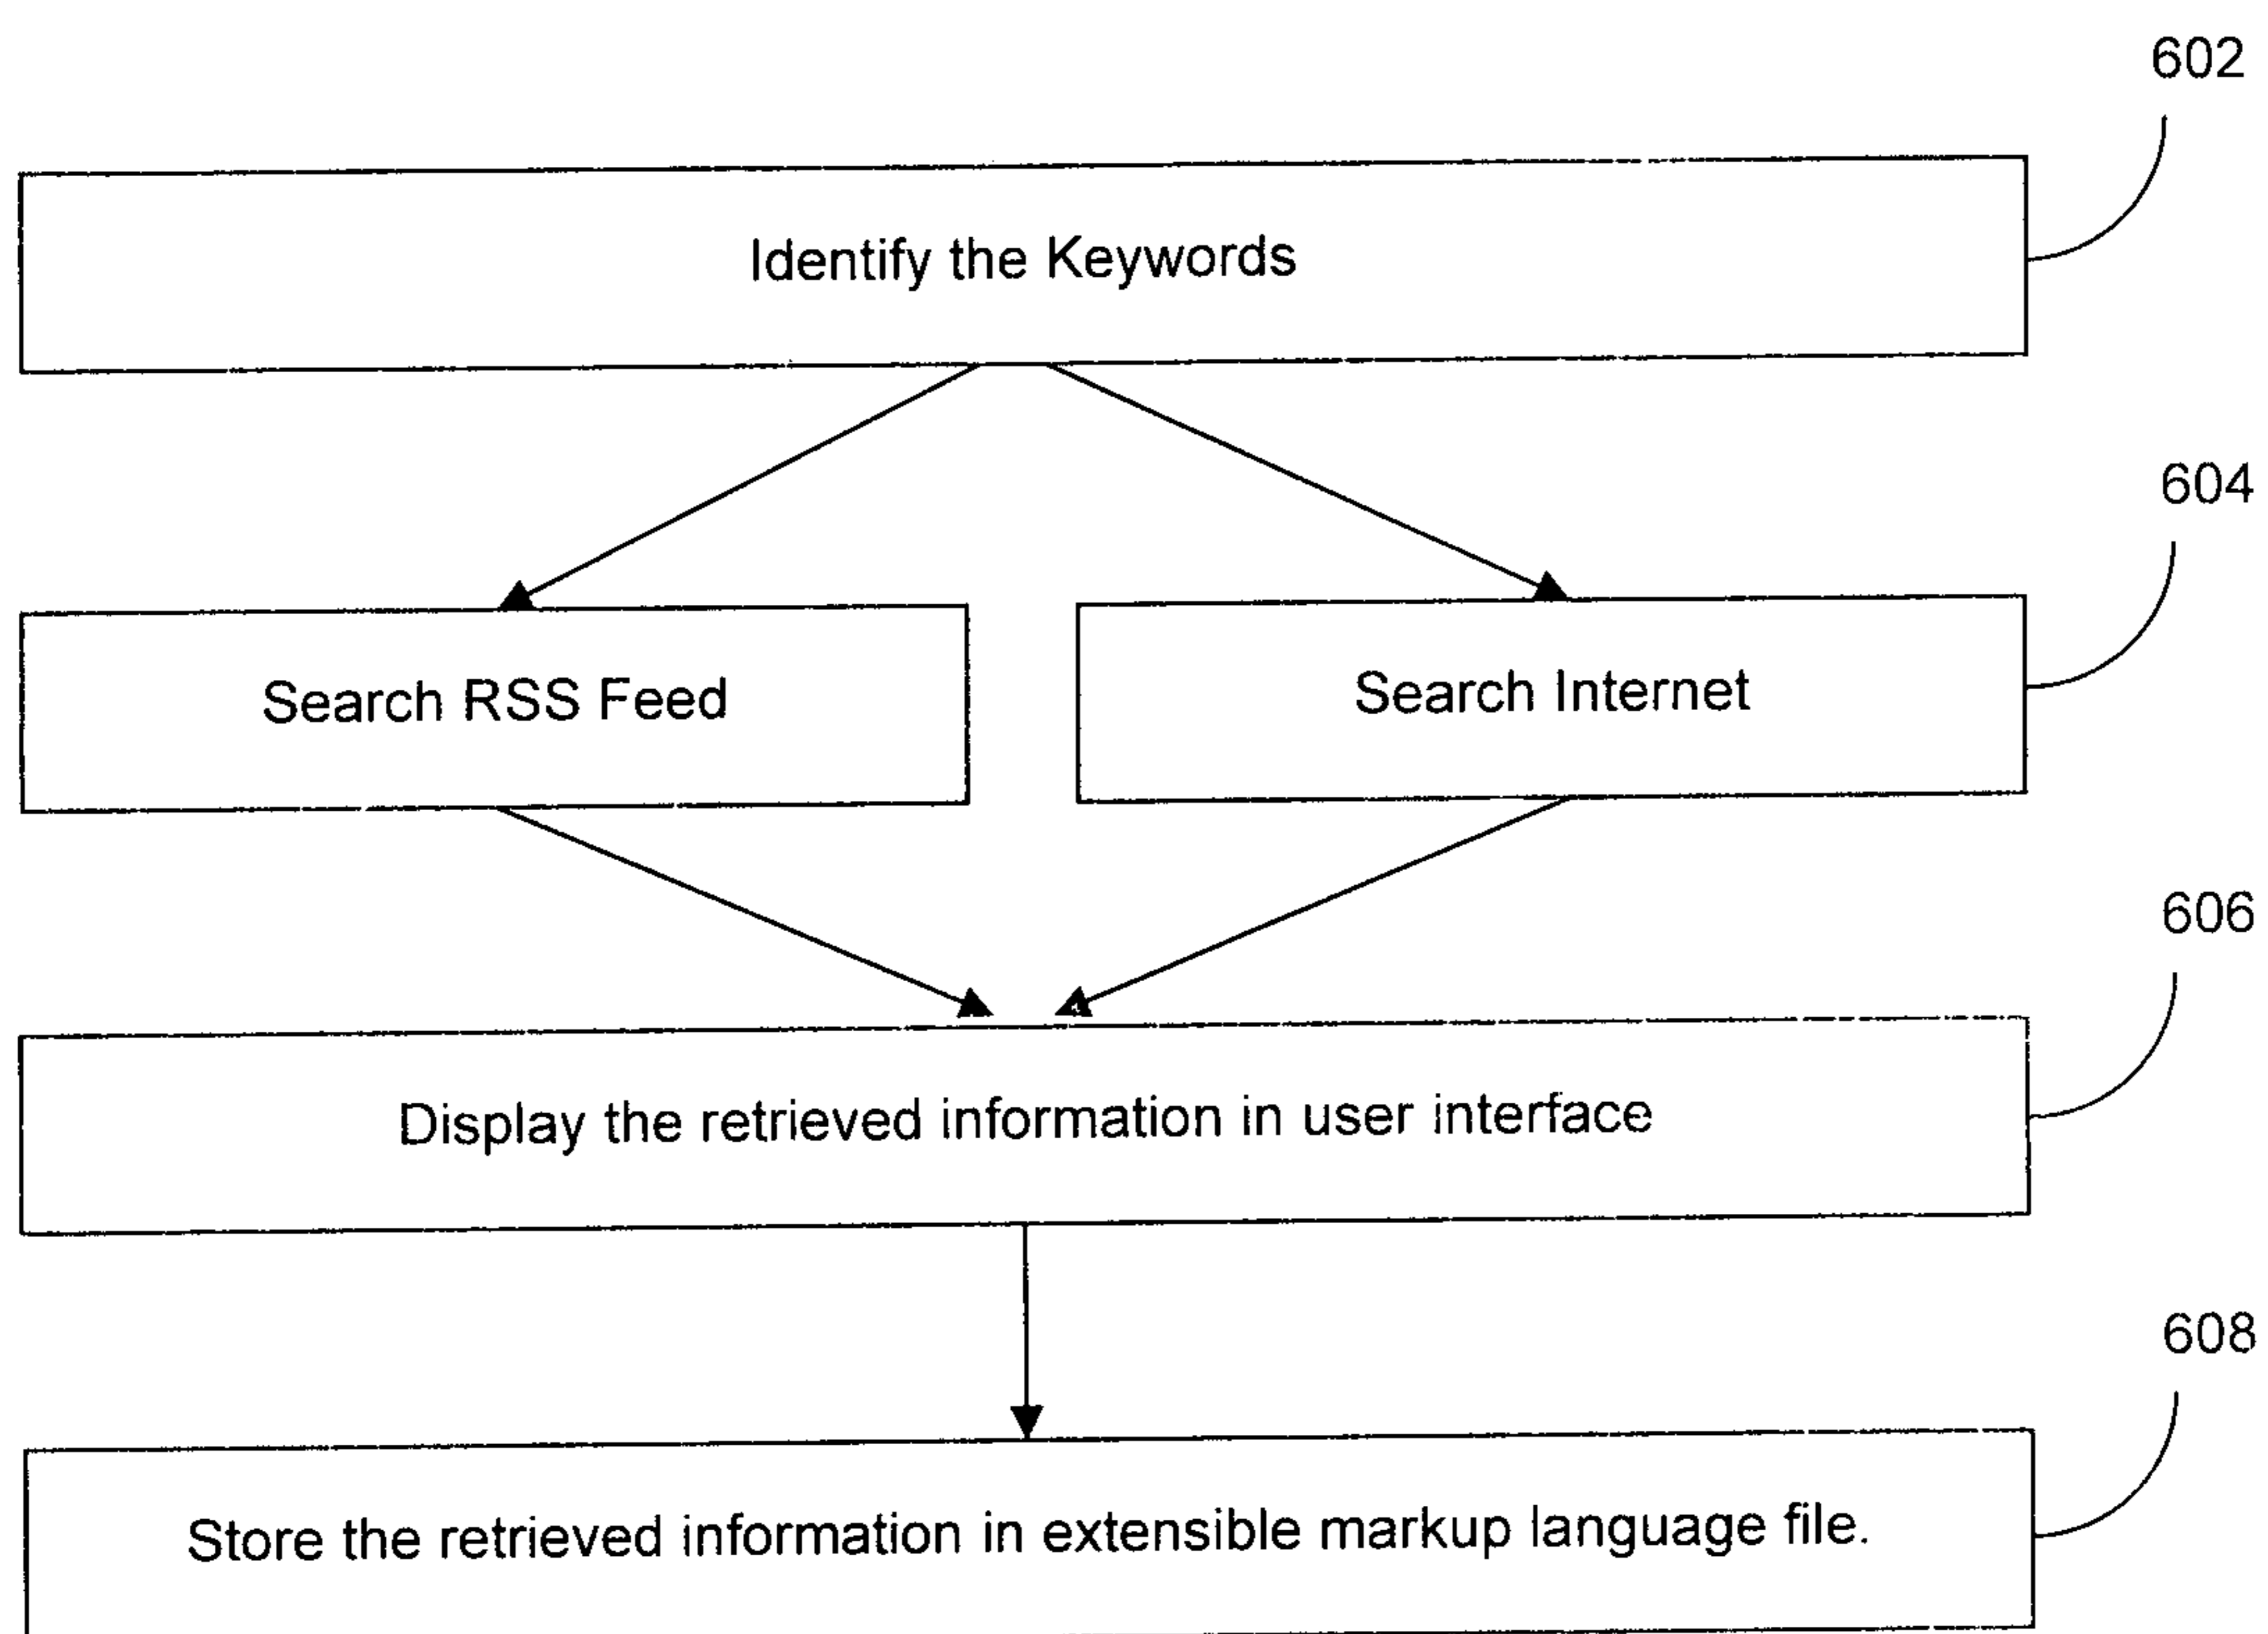 602
Identify the Keywords
604
Search RSS Feed
Search Internet
606
Display the retrieved information in user interface
608
Store the retrieved information in extensible markup language file.